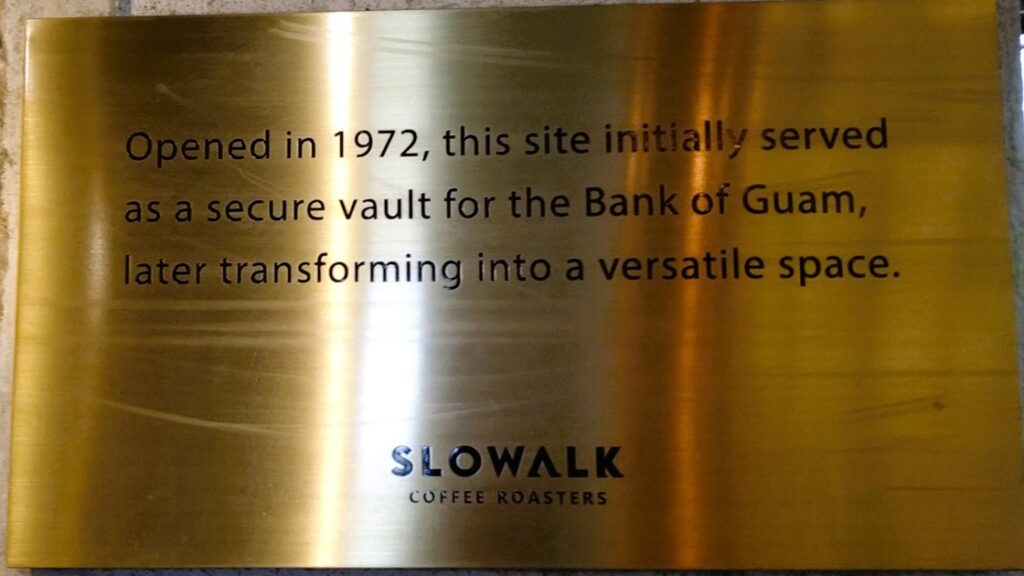 Opened in 1972, this site initially served
as a secure vault for the Bank of Guam,
later transforming into a versatile space.
SLOWALK
COFFEE ROASTERS